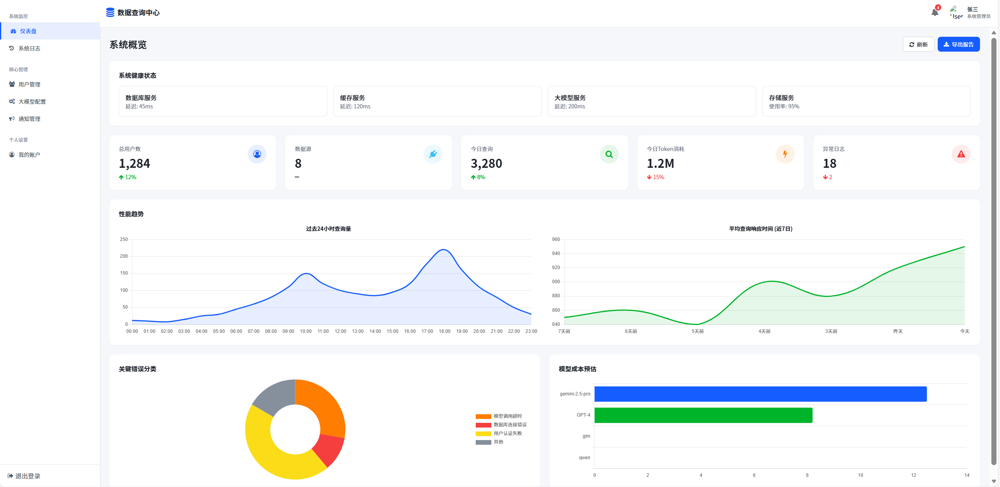 系统监控
仪表盘
系统日志
核心管理
用户管理
大模型配置
通知管理
个人设置
我的账户
退出登录
数据查询中心
4
User
张三
系统管理员
系统概览
刷新
导出报告
系统健康状态
数据库服务
延迟: 45ms
缓存服务
延迟: 120ms
大模型服务
延迟: 200ms
存储服务
使用率: 95%
总用户数
1,284
12%
数据源
8
今日查询
3,280
8%
今日Token消耗
1.2M
15%
异常日志
18
2
性能趋势
过去24小时查询量
250
200
150
100
50
0
00:00 01:00 02:00 03:00 04:00 05:00 06:00 07:00 08:00 09:00 10:00 11:00 12:00 13:00 14:00 15:00 16:00 17:00 18:00 19:00 20:00 21:00 22:00 23:00
平均查询响应时间 (近7日)
960
940
920
900
880
860
840
7天前 6天前 5天前 4天前 3天前 昨天 今天
关键错误分类
模型调用超时
数据库连接错误
用户认证失败
其他
模型成本预估
gemini-2.5-pro
GPT-4
glm
qwen
0 2 4 6 8 10 12 14